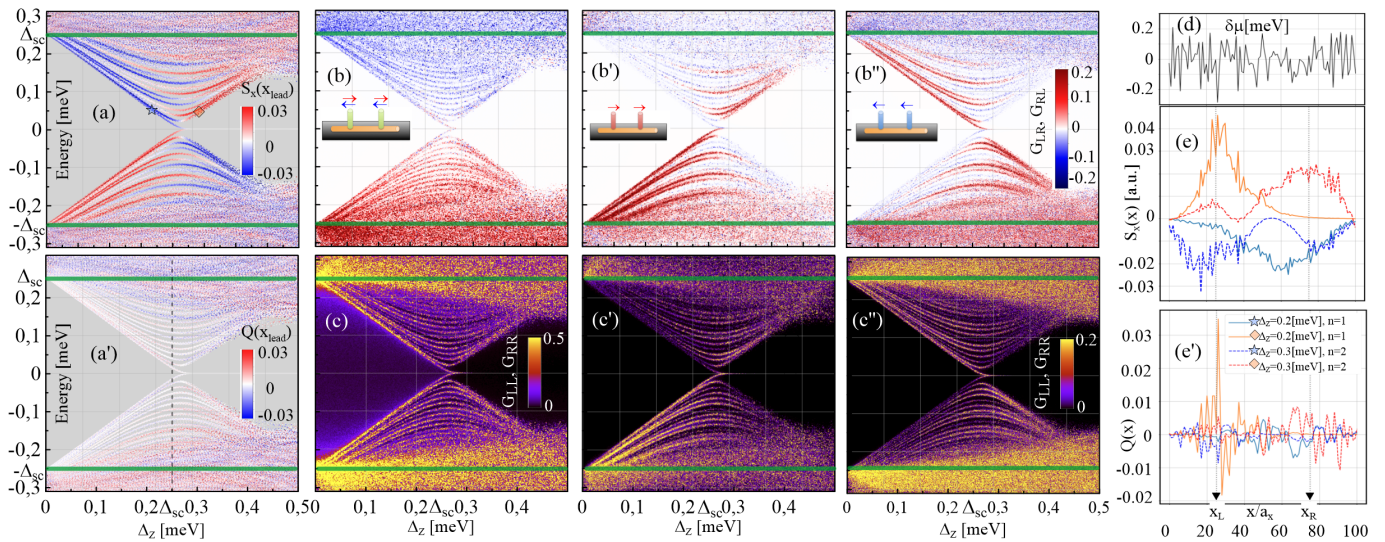 0,3
Δsc
0,2
0,1
0
-0,1
-0,2
-Δsc
-0,3
Energy [meV]
(a)
Sx(xlead)
0.03
0
-0.03
(b)
(b')
(b'')
GLR, GRL
0.2
0.1
0
-0.1
-0.2
Δsc
0,2
0,1
0
-0,1
-0,2
-Δsc
-0,3
Energy [meV]
(a')
Q(xlead)
0.03
0
-0.03
(c)
GLL, GRR
0.5
0
(c')
(c'')
GLL, GRR
0.2
0
0 0,1 0,2 Δsc 0,3 0,4 0,5
ΔZ [meV]
0,1 0,2 Δsc 0,3 0,4
ΔZ [meV]
0 0,1 0,2 Δsc 0,3 0,4
ΔZ [meV]
0 0,1 0,2 Δsc 0,3 0,4 0,5
ΔZ [meV]
(d)
δμ[meV]
0.2
0
-0.2
(e)
Sx(x) [a.u.]
0.04
0.03
0.02
0
-0.01
-0.02
0.03
(e')
Q(x)
0.04
0.03
0.02
0.01
0
-0.01
-0.02
ΔZ=0.2[meV], n=1
ΔZ=0.2[meV], n=1
ΔZ=0.3[meV], n=2
ΔZ=0.3[meV], n=2
0 20 40 60 80 100
xL x/ax xR